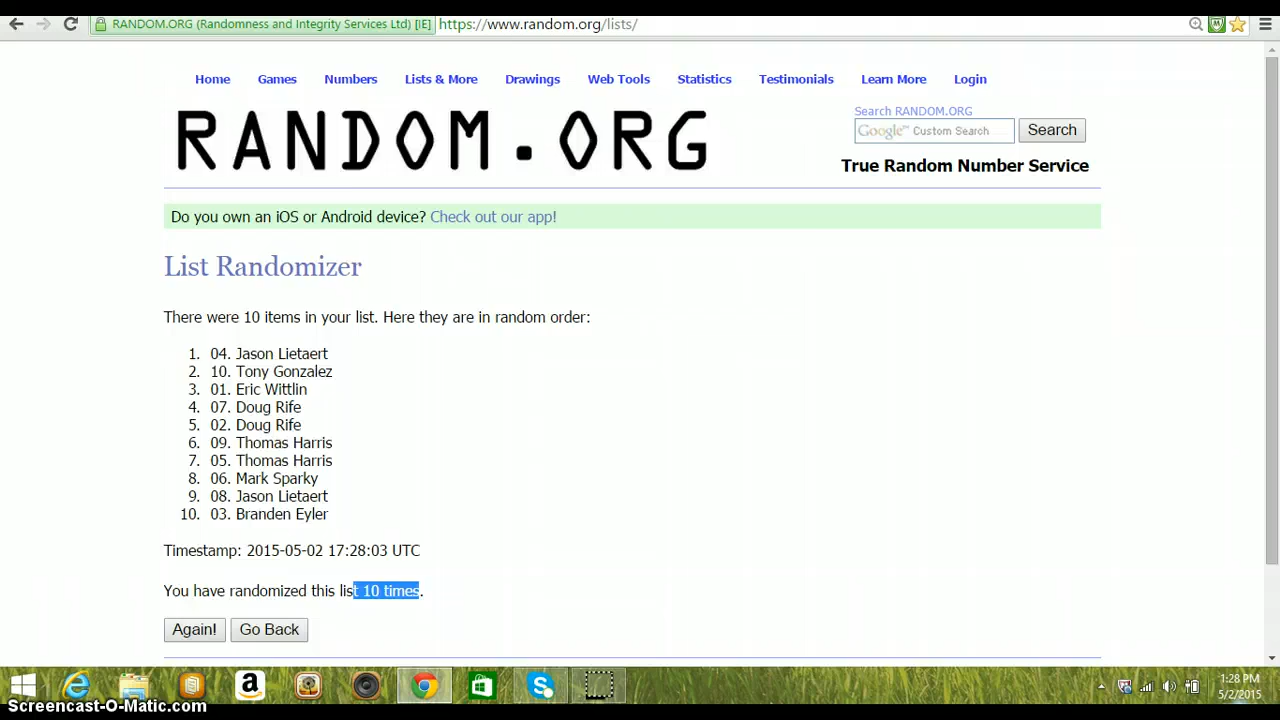 RANDOM.ORG (Randomness and Integrity Services Ltd) [IE] https://www.random.org/lists/
Home Games Numbers Lists & More Drawings Web Tools Statistics Testimonials Learn More Login
Search RANDOM.ORG
RANDOM.ORG
Google™ Custom Search Search
True Random Number Service
Do you own an iOS or Android device? Check out our app!
List Randomizer
There were 10 items in your list. Here they are in random order:
1. 04. Jason Lietaert
2. 10. Tony Gonzalez
3. 01. Eric Wittlin
4. 07. Doug Rife
5. 02. Doug Rife
6. 09. Thomas Harris
7. 05. Thomas Harris
8. 06. Mark Sparky
9. 08. Jason Lietaert
10. 03. Branden Eyler
Timestamp: 2015-05-02 17:28:03 UTC
You have randomized this list 10 times.
Again! Go Back
1:28 PM
5/2/2015
Screencast-O-Matic.com